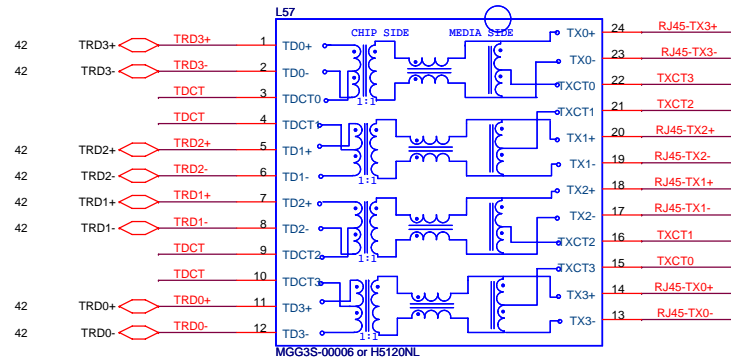 L57
CHIP SIDE MEDIA SIDE
42 TRD3+ TRD3+ 1 TD0+ TX0+ 24 RJ45-TX3+
42 TRD3- TRD3- 2 TD0- TX0- 23 RJ45-TX3-
TDCT 3 TDCT0 1:1 TXCT0 22 TXCT3
TDCT 4 TDCT1 TXCT1 21 TXCT2
42 TRD2+ TRD2+ 5 TD1+ TX1+ 20 RJ45-TX2+
42 TRD2- TRD2- 6 TD1- 1:1 TX1- 19 RJ45-TX2-
42 TRD1+ TRD1+ 7 TD2+ TX2+ 18 RJ45-TX1+
42 TRD1- TRD1- 8 TD2- TX2- 17 RJ45-TX1-
TDCT 9 TDCT2 1:1 TXCT2 16 TXCT1
TDCT 10 TDCT3 TXCT3 15 TXCT0
42 TRD0+ TRD0+ 11 TD3+ TX3+ 14 RJ45-TX0+
42 TRD0- TRD0- 12 TD3- 1:1 TX3- 13 RJ45-TX0-
MGG3S-00006 or H5120NL